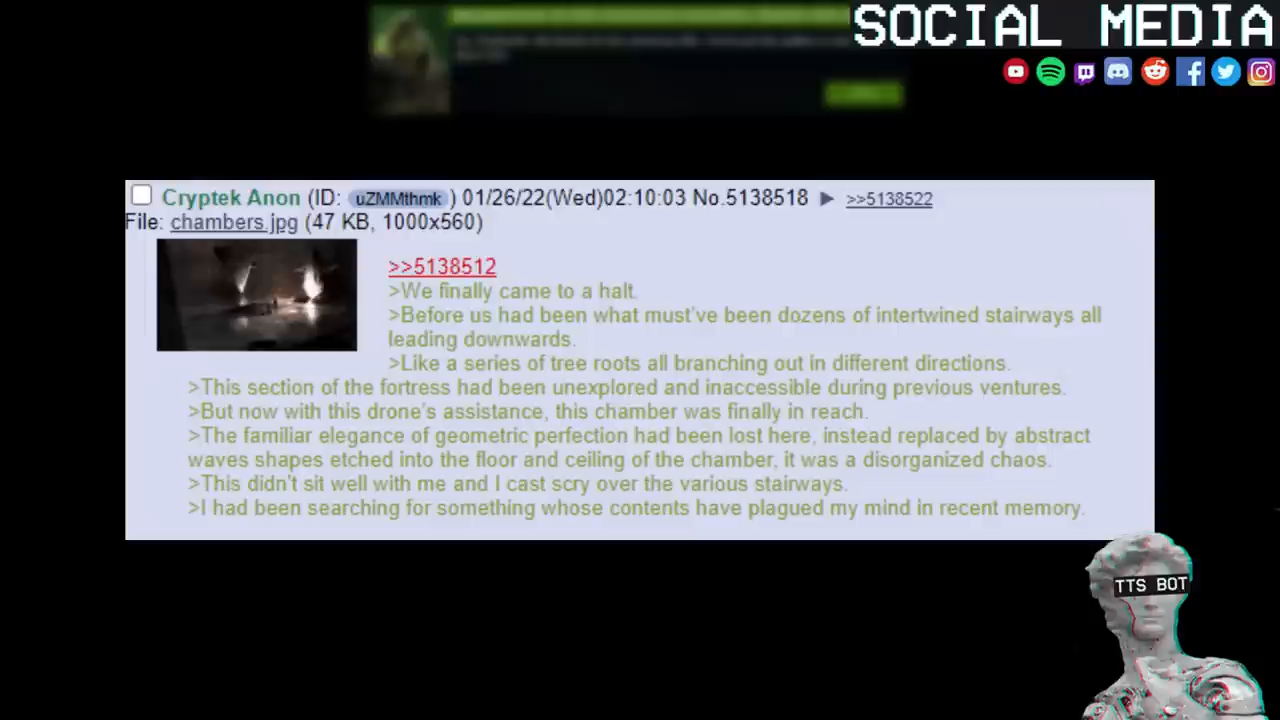 SOCIAL MEDIA
Cryptek Anon (ID: uZMMthmk) 01/26/22(Wed)02:10:03 No.5138518 ▶ >>5138522
File: chambers.jpg (47 KB, 1000x560)
>>5138512
>We finally came to a halt.
>Before us had been what must've been dozens of intertwined stairways all
leading downwards.
>Like a series of tree roots all branching out in different directions.
>This section of the fortress had been unexplored and inaccessible during previous ventures.
>But now with this drone's assistance, this chamber was finally in reach.
>The familiar elegance of geometric perfection had been lost here, instead replaced by abstract
waves shapes etched into the floor and ceiling of the chamber, it was a disorganized chaos.
>This didn't sit well with me and I cast scry over the various stairways.
>I had been searching for something whose contents have plagued my mind in recent memory.
TTS BOT